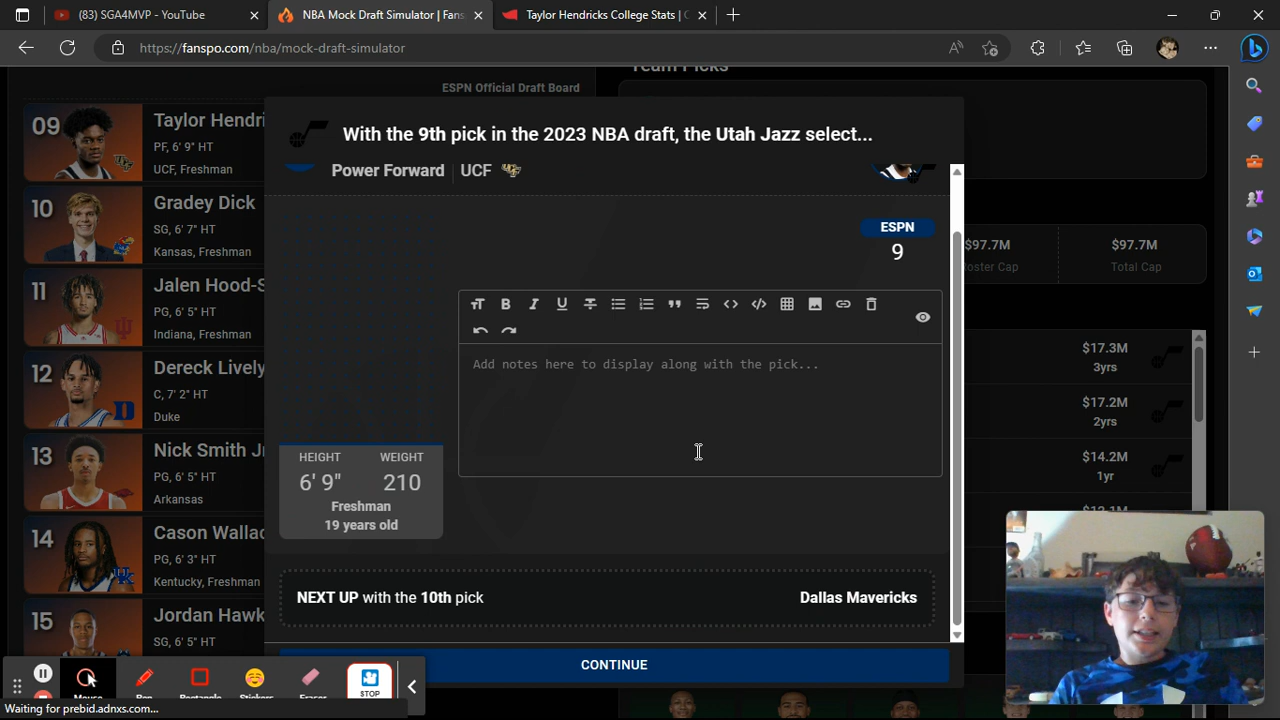 (83) SGA4MVP - YouTube
NBA Mock Draft Simulator | Fans
Taylor Hendricks College Stats | C
https://fanspo.com/nba/mock-draft-simulator
ESPN Official Draft Board
Team Picks
09
Taylor Hendri
PF, 6' 9" HT
UCF, Freshman
10
Gradey Dick
SG, 6' 7" HT
Kansas, Freshman
11
Jalen Hood-S
PG, 6' 5" HT
Indiana, Freshman
12
Dereck Lively
C, 7' 2" HT
Duke
13
Nick Smith Jr
PG, 6' 5" HT
Arkansas
14
Cason Wallac
PG, 6' 3" HT
Kentucky, Freshman
15
Jordan Hawk
SG, 6' 5" HT
With the 9th pick in the 2023 NBA draft, the Utah Jazz select...
Power Forward UCF
ESPN
9
Add notes here to display along with the pick...
HEIGHT WEIGHT
6' 9" 210
Freshman
19 years old
NEXT UP with the 10th pick Dallas Mavericks
CONTINUE
$97.7M $97.7M
oster Cap Total Cap
$17.3M
3yrs
$17.2M
2yrs
$14.2M
1yr
Mouse Pen Rectangle Stickers Eraser STOP
Waiting for prebid.adnxs.com...